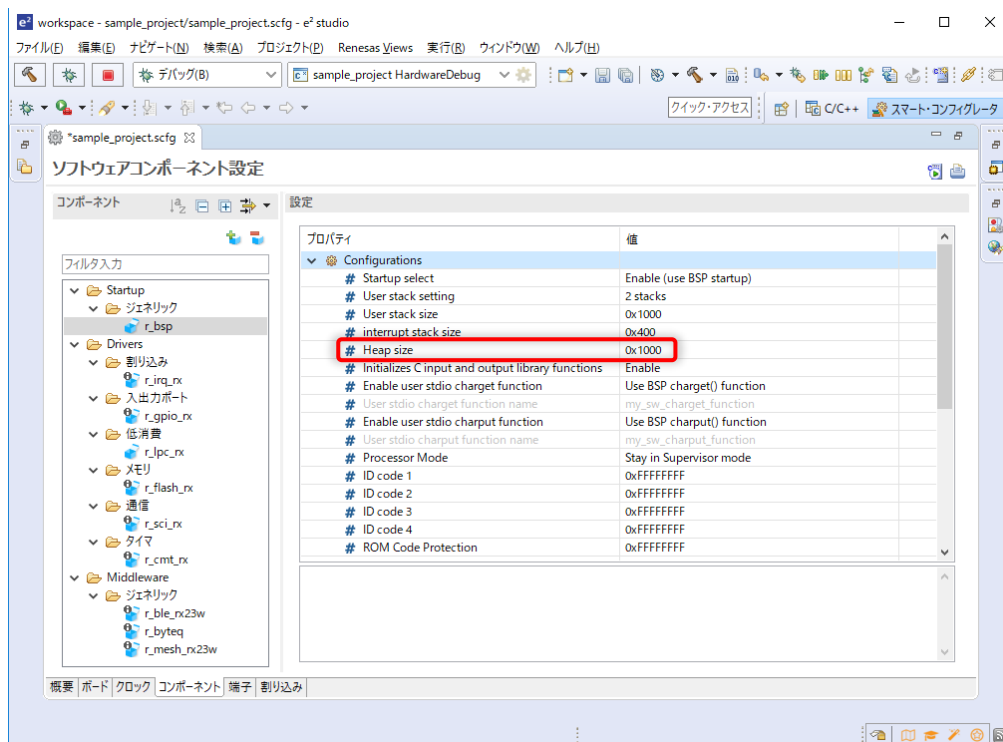 workspace - sample_project/sample_project.scfg - e² studio
ファイル(F) 編集(E) ナビゲート(N) 検索(A) プロジェクト(P) Renesas Views 実行(R) ウィンドウ(W) ヘルプ(H)
デバッグ(B) sample_project HardwareDebug
クイック・アクセス C/C++ スマート・コンフィグレータ
*sample_project.scfg
ソフトウェアコンポーネント設定
コンポーネント
フィルタ入力
Startup
ジェネリック
r_bsp
Drivers
割り込み
r_irq_rx
入出力ポート
r_gpio_rx
低消費
r_lpc_rx
メモリ
r_flash_rx
通信
r_sci_rx
タイマ
r_cmt_rx
Middleware
ジェネリック
r_ble_rx23w
r_byteq
r_mesh_rx23w
設定
プロパティ 値
Configurations
# Startup select Enable (use BSP startup)
# User stack setting 2 stacks
# User stack size 0x1000
# interrupt stack size 0x400
# Heap size 0x1000
# Initializes C input and output library functions Enable
# Enable user stdio charget function Use BSP charget() function
# User stdio charget function name my_sw_charget_function
# Enable user stdio charput function Use BSP charput() function
# User stdio charput function name my_sw_charput_function
# Processor Mode Stay in Supervisor mode
# ID code 1 0xFFFFFFFF
# ID code 2 0xFFFFFFFF
# ID code 3 0xFFFFFFFF
# ID code 4 0xFFFFFFFF
# ROM Code Protection 0xFFFFFFFF
概要 ボード クロック コンポーネント 端子 割り込み